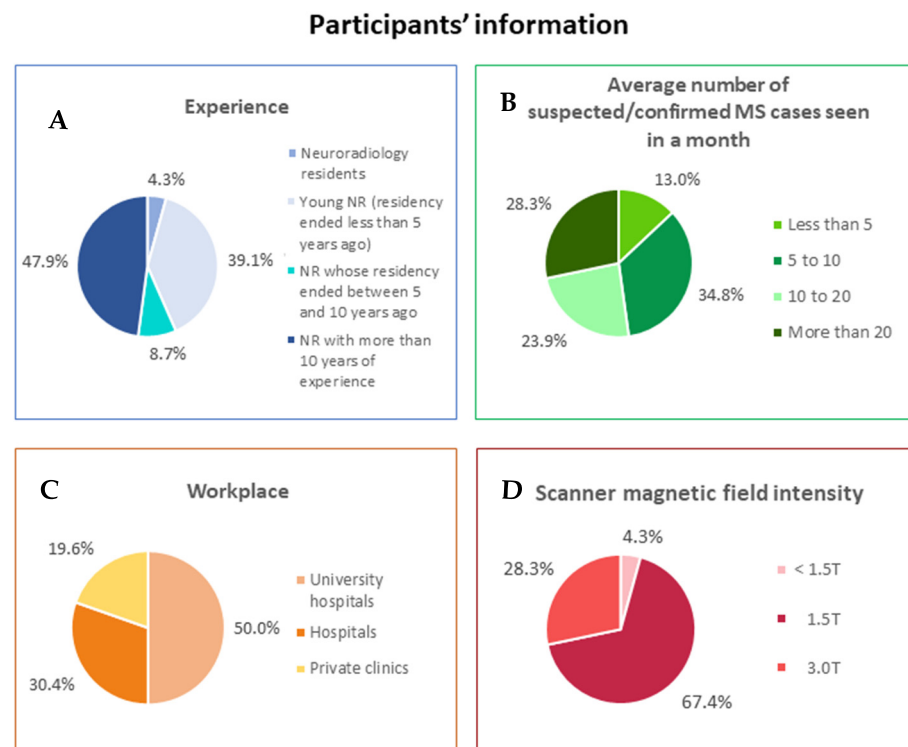 Participants’ information
A
Experience
4.3%
39.1%
8.7%
47.9%
Neuroradiology
residents
Young NR (residency
ended less than 5
years ago)
NR whose residency
ended between 5
and 10 years ago
NR with more than
10 years of
experience
B
Average number of
suspected/confirmed MS cases seen
in a month
13.0%
34.8%
23.9%
28.3%
Less than 5
5 to 10
10 to 20
More than 20
C
Workplace
19.6%
50.0%
30.4%
University
hospitals
Hospitals
Private clinics
D
Scanner magnetic field intensity
4.3%
28.3%
67.4%
< 1.5T
1.5T
3.0T